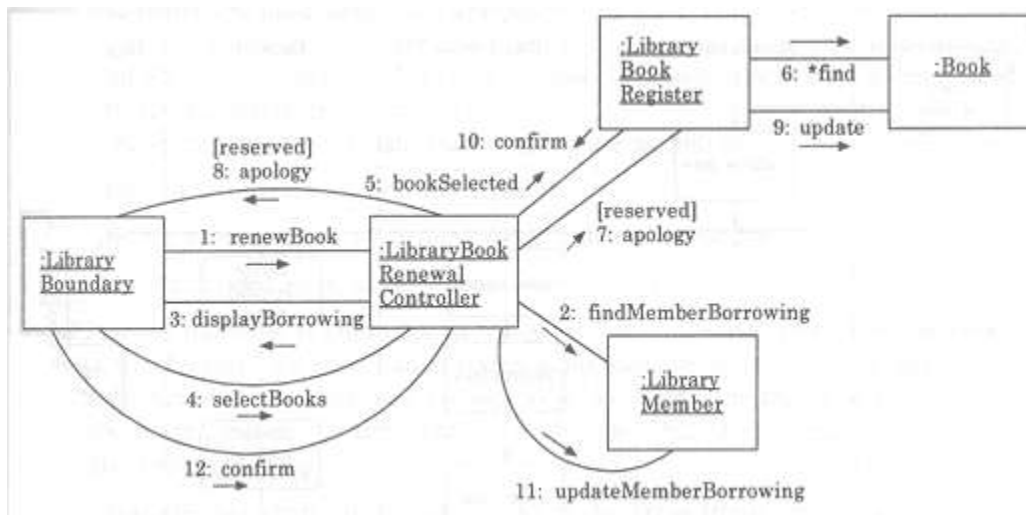 :Library
Book
Register
6: *find
:Book
9: update
10: confirm
[reserved]
8: apology
5: bookSelected
[reserved]
7: apology
1: renewBook
:Library
Boundary
:LibraryBook
Renewal
Controller
3: displayBorrowing
2: findMemberBorrowing
4: selectBooks
:Library
Member
12: confirm
11: updateMemberBorrowing